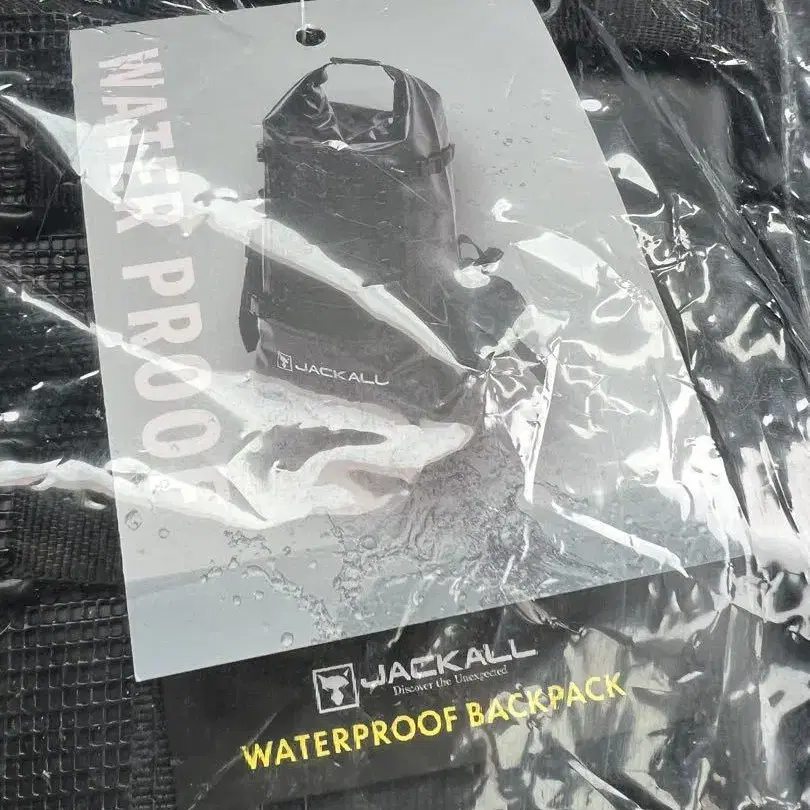 WATER PROOF
JACKALL
JACKALL
Discover the Unexpected
WATERPROOF BACKPACK